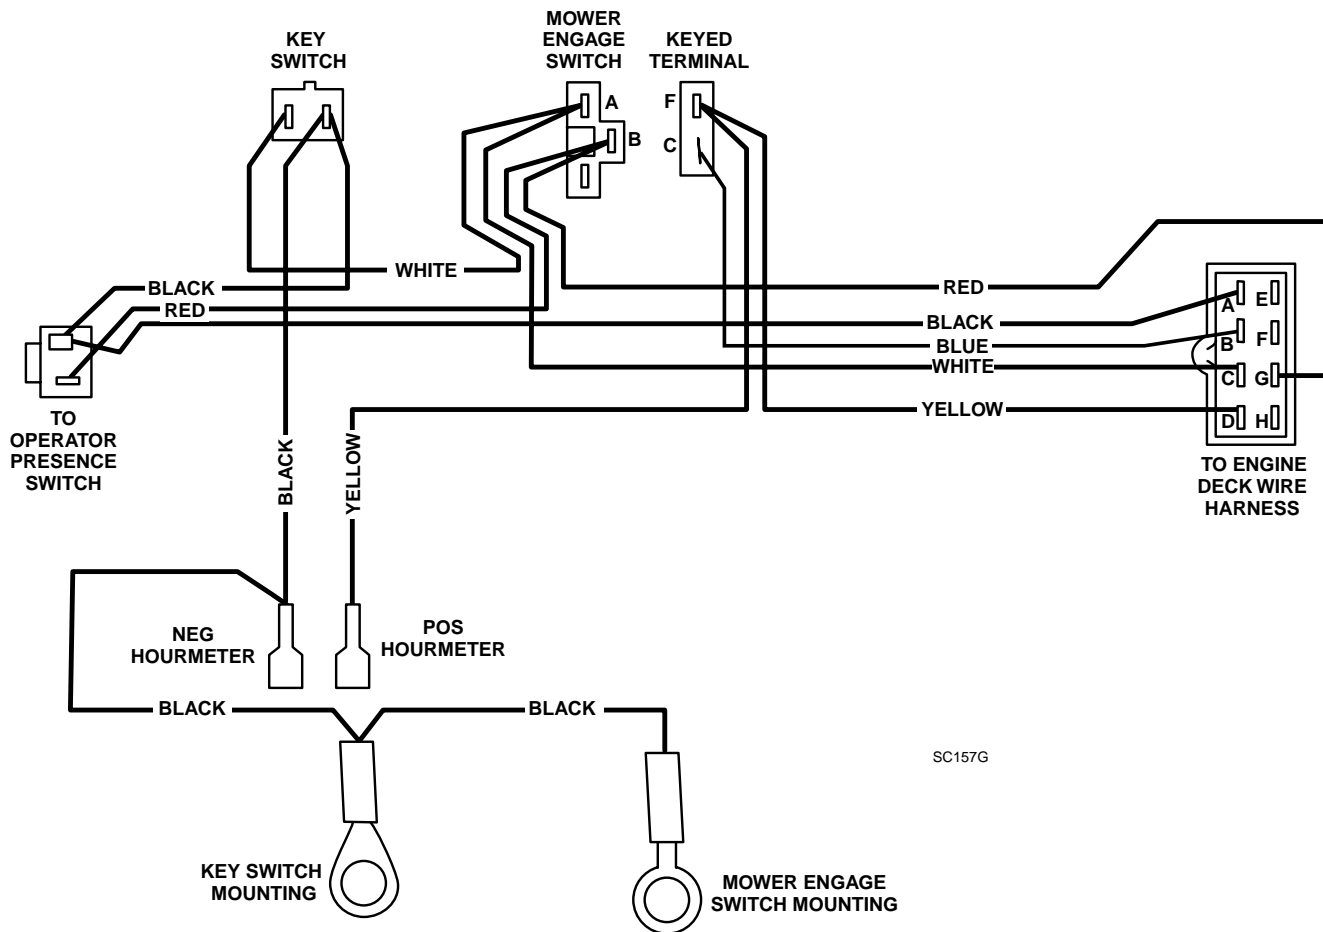 MOWER
ENGAGE
SWITCH
KEY
SWITCH
KEYED
TERMINAL
A
B
F
C
WHITE
BLACK
RED
RED
BLACK
BLUE
WHITE
YELLOW
A
E
B
F
C
G
D
H
TO
OPERATOR
PRESENCE
SWITCH
BLACK
YELLOW
TO ENGINE
DECK WIRE
HARNESS
NEG
HOURMETER
POS
HOURMETER
BLACK
BLACK
SC157G
KEY SWITCH
MOUNTING
MOWER ENGAGE
SWITCH MOUNTING